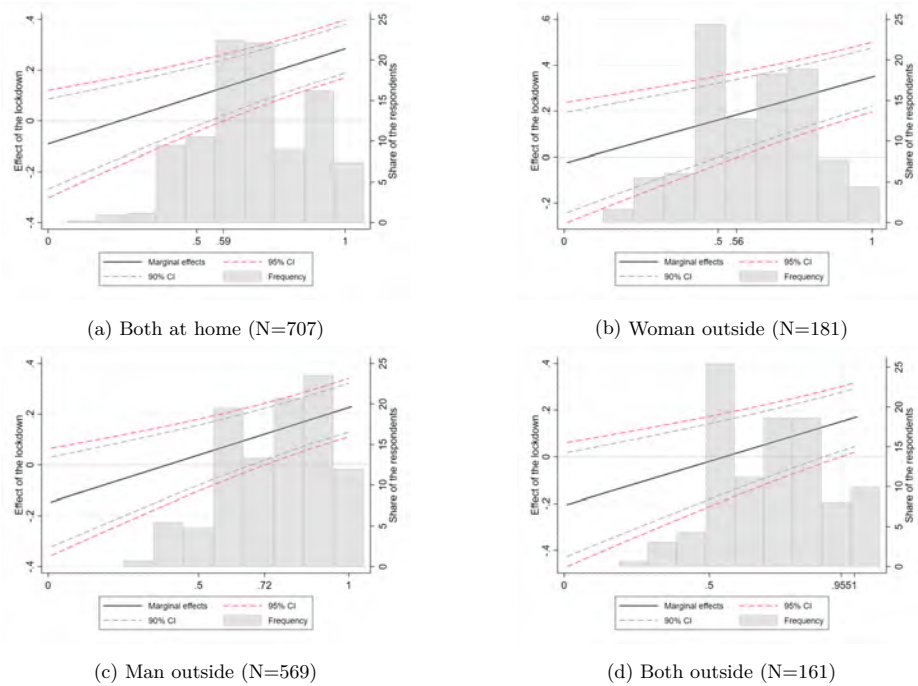 Effect of the lockdown
.4
.2
0
-.2
-.4
25
20
15
10
5
0
Share of the respondents
0 .5 .59 1
Marginal effects 95% CI
90% CI Frequency
(a) Both at home (N=707)
Effect of the lockdown
.6
.4
.2
0
-.2
25
20
15
10
5
0
Share of the respondents
0 .5 .56 1
Marginal effects 95% CI
90% CI Frequency
(b) Woman outside (N=181)
Effect of the lockdown
.4
.2
0
-.2
-.4
25
20
15
10
5
0
Share of the respondents
0 .5 .72 1
Marginal effects 95% CI
90% CI Frequency
(c) Man outside (N=569)
Effect of the lockdown
.4
.2
0
-.2
-.4
25
20
15
10
5
0
Share of the respondents
0 .5 .9551
Marginal effects 95% CI
90% CI Frequency
(d) Both outside (N=161)